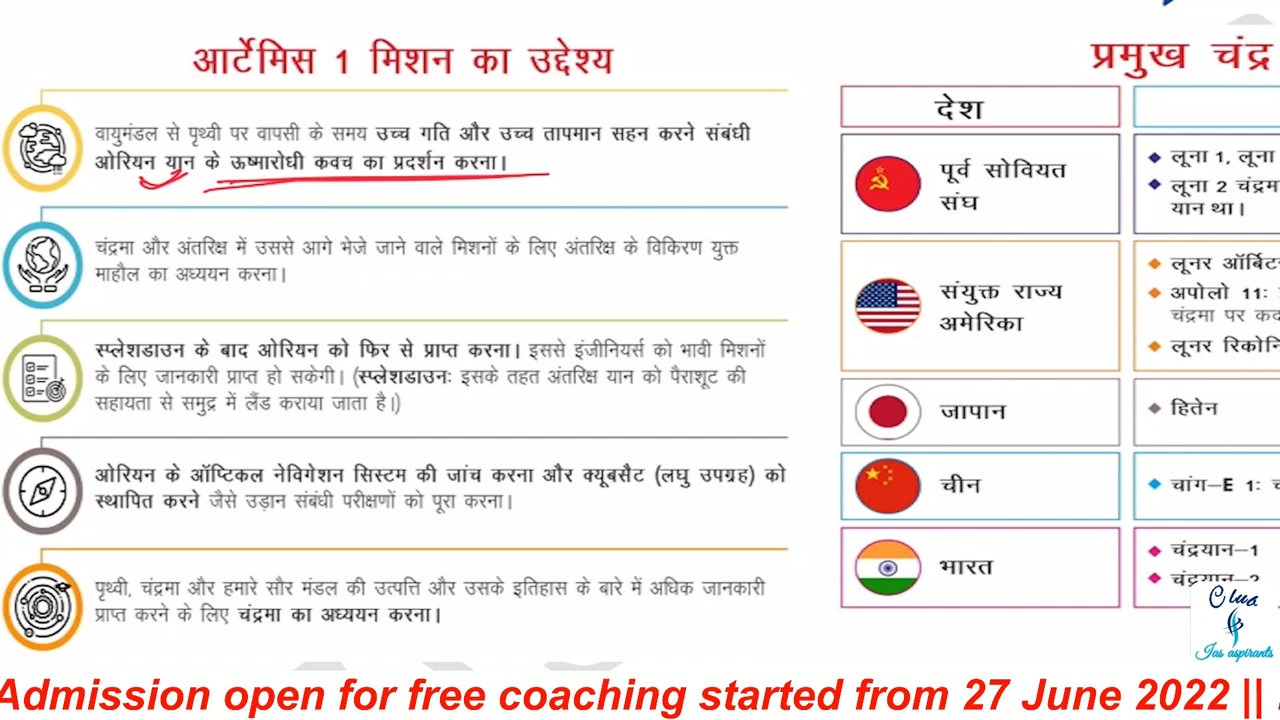 आर्टेमिस 1 मिशन का उद्देश्य
वायुमंडल से पृथ्वी पर वापसी के समय उच्च गति और उच्च तापमान सहन करने संबंधी
ओरियन यान के ऊष्मारोधी कवच का प्रदर्शन करना।
चंद्रमा और अंतरिक्ष में उससे आगे भेजे जाने वाले मिशनों के लिए अंतरिक्ष के विकिरण युक्त
माहौल का अध्ययन करना।
स्प्लेशडाउन के बाद ओरियन को फिर से प्राप्त करना। इससे इंजीनियर्स को भावी मिशनों
के लिए जानकारी प्राप्त हो सकेगी। (स्प्लेशडाउनः इसके तहत अंतरिक्ष यान को पैराशूट की
सहायता से समुद्र में लैंड कराया जाता है।)
ओरियन के ऑप्टिकल नेविगेशन सिस्टम की जांच करना और क्यूबसैट (लघु उपग्रह) को
स्थापित करने जैसे उड़ान संबंधी परीक्षणों को पूरा करना।
पृथ्वी, चंद्रमा और हमारे सौर मंडल की उत्पत्ति और उसके इतिहास के बारे में अधिक जानकारी
प्राप्त करने के लिए चंद्रमा का अध्ययन करना।
प्रमुख चंद्र
देश
पूर्व सोवियत
संघ
लूना 1, लूना
लूना 2 चंद्रमा
यान था।
संयुक्त राज्य
अमेरिका
लूनर ऑर्बिटर
अपोलो 11ः
चंद्रमा पर कद
लूनर रिकोनि
जापान
हितेन
चीन
चांग–E 1ः
भारत
चंद्रयान–1
चंद्रयान–2
Clue
Ias aspirants
Admission open for free coaching started from 27 June 2022 ||